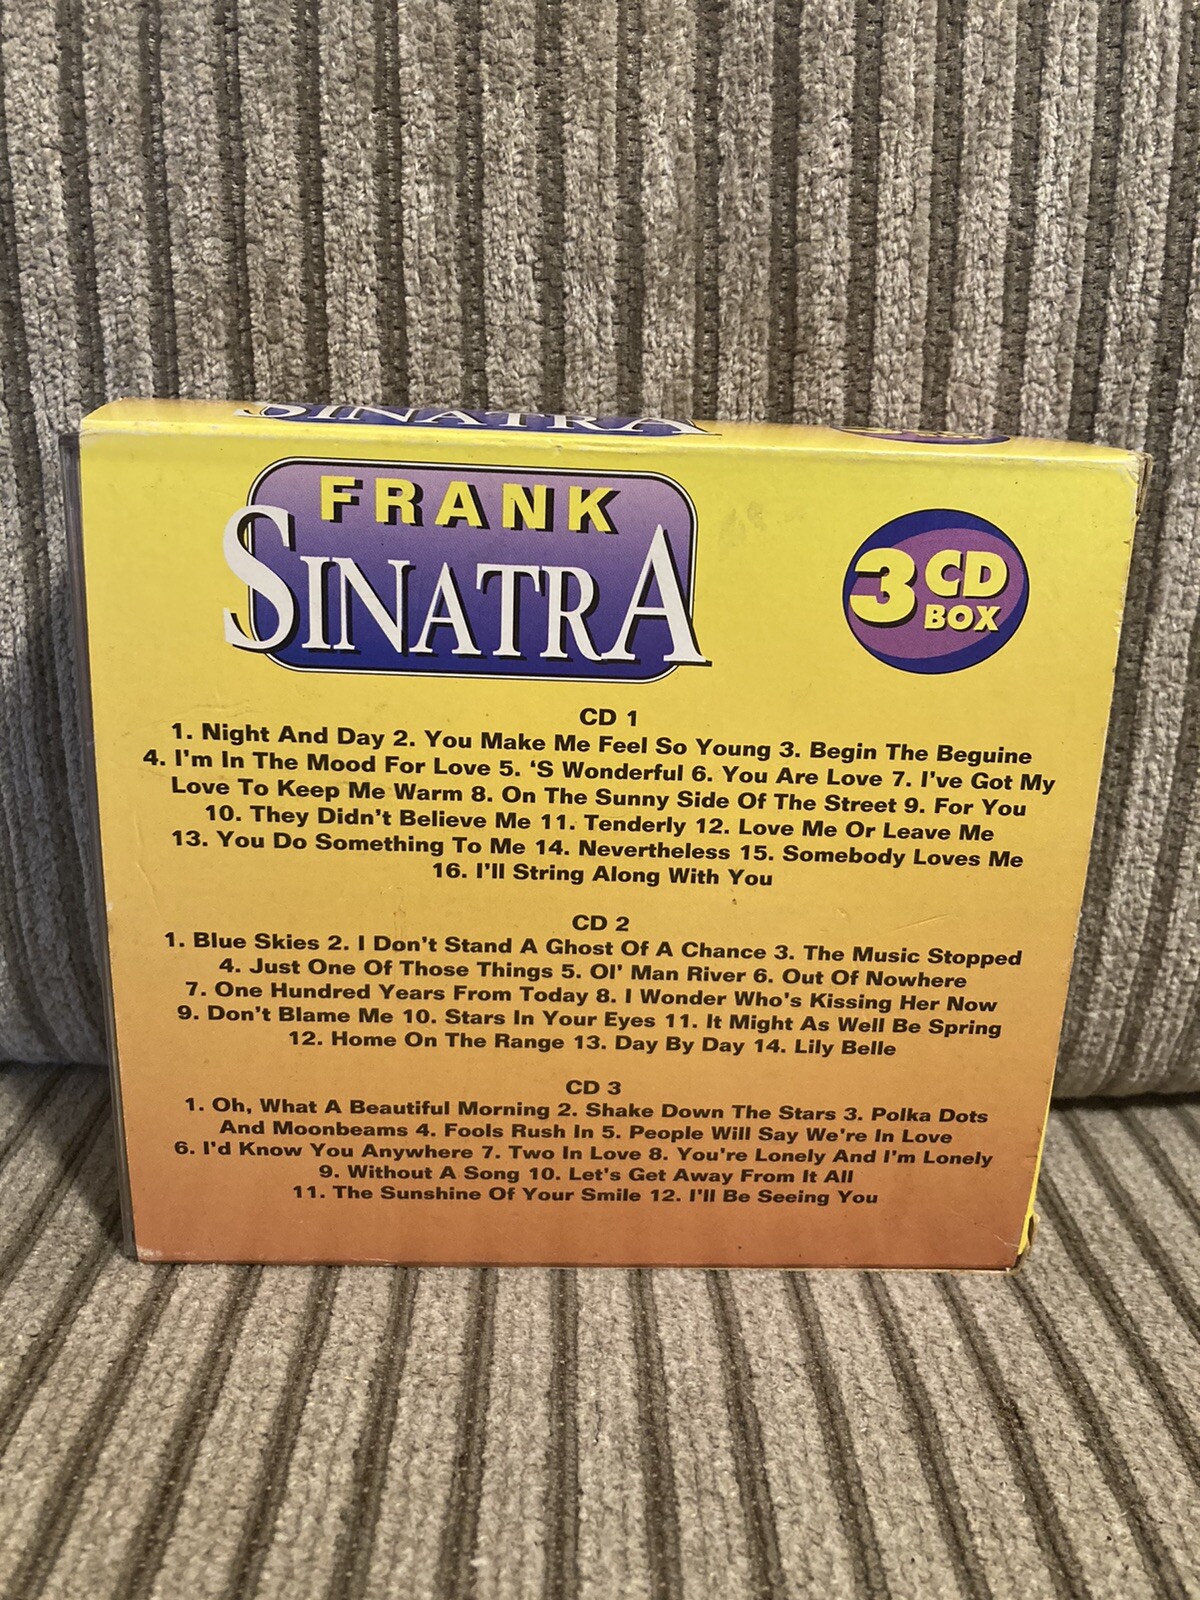 SINATRA
BOX
FRANK
SINATRA
3 CD
BOX
CD 1
1. Night And Day 2. You Make Me Feel So Young 3. Begin The Beguine
4. I'm In The Mood For Love 5. ‘S Wonderful 6. You Are Love 7. I've Got My
Love To Keep Me Warm 8. On The Sunny Side Of The Street 9. For You
10. They Didn't Believe Me 11. Tenderly 12. Love Me Or Leave Me
13. You Do Something To Me 14. Nevertheless 15. Somebody Loves Me
16. I'll String Along With You
CD 2
1. Blue Skies 2. I Don't Stand A Ghost Of A Chance 3. The Music Stopped
4. Just One Of Those Things 5. Ol' Man River 6. Out Of Nowhere
7. One Hundred Years From Today 8. I Wonder Who's Kissing Her Now
9. Don't Blame Me 10. Stars In Your Eyes 11. It Might As Well Be Spring
12. Home On The Range 13. Day By Day 14. Lily Belle
CD 3
1. Oh, What A Beautiful Morning 2. Shake Down The Stars 3. Polka Dots
And Moonbeams 4. Fools Rush In 5. People Will Say We're In Love
6. I'd Know You Anywhere 7. Two In Love 8. You're Lonely And I'm Lonely
9. Without A Song 10. Let's Get Away From It All
11. The Sunshine Of Your Smile 12. I'll Be Seeing You